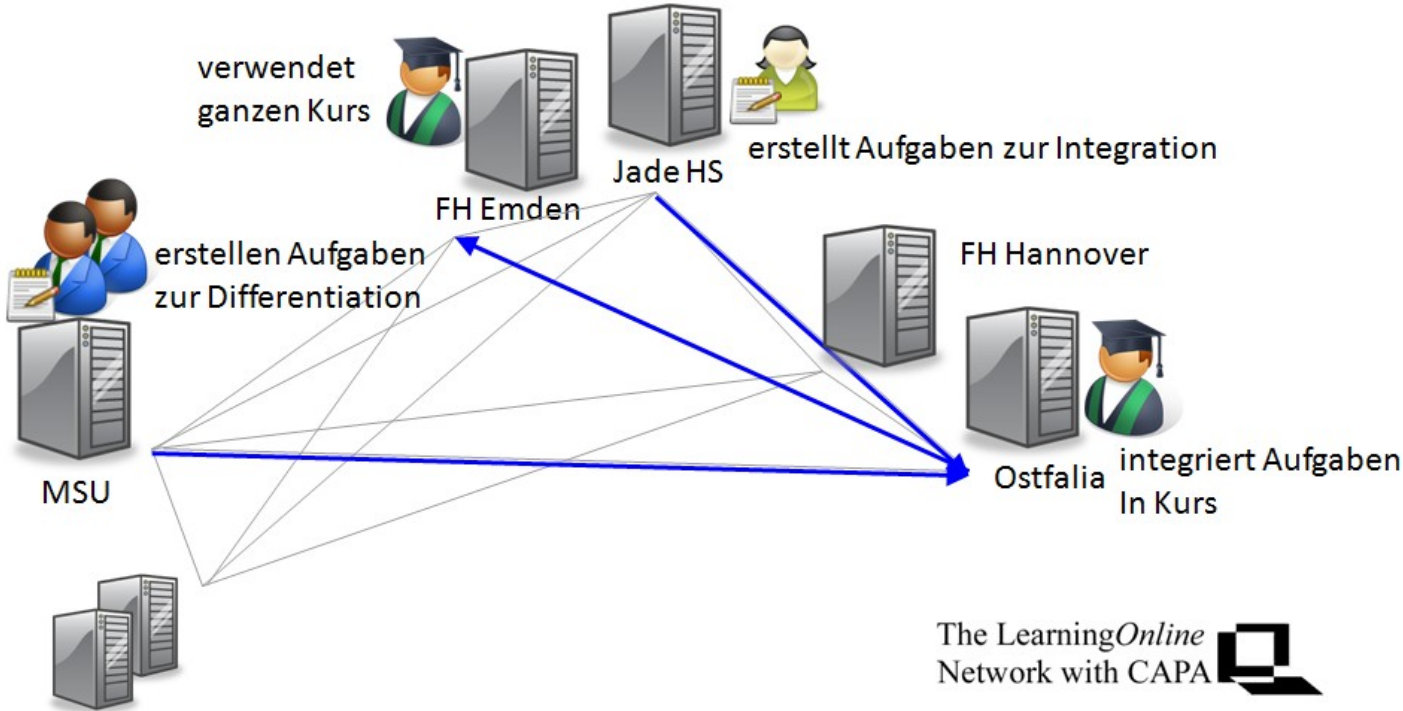 verwendet
ganzen Kurs
Jade HS
erstellt Aufgaben zur Integration
FH Emden
erstellen Aufgaben
zur Differentiation
FH Hannover
MSU
Ostfalia
integriert Aufgaben
In Kurs
The LearningOnline
Network with CAPA